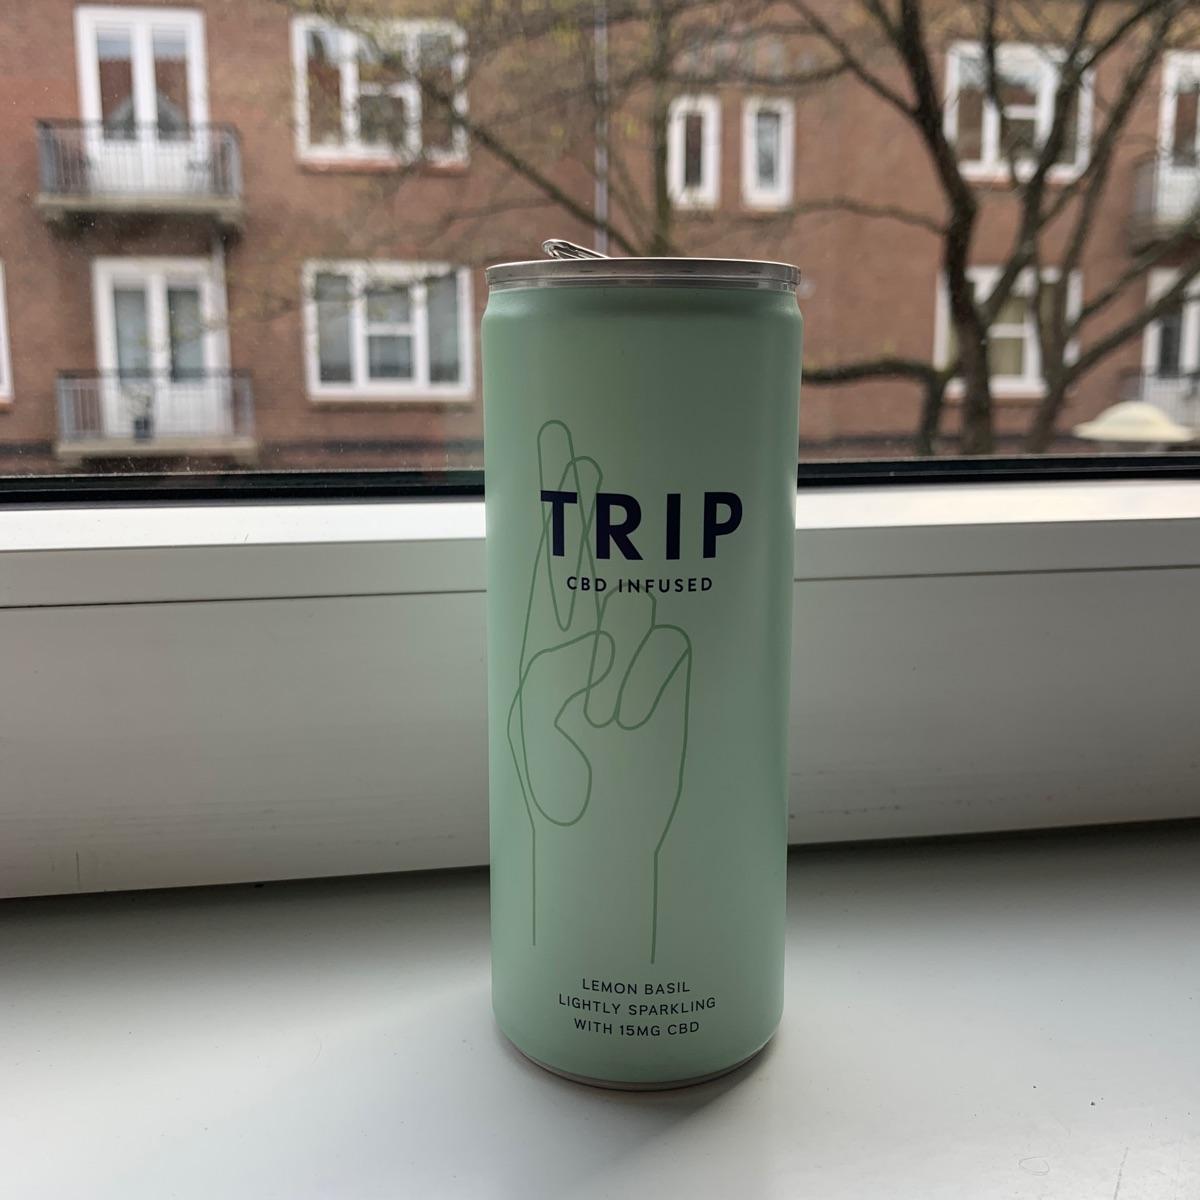 TRIP
CBD INFUSED
LEMON BASIL
LIGHTLY SPARKLING
WITH 15MG CBD